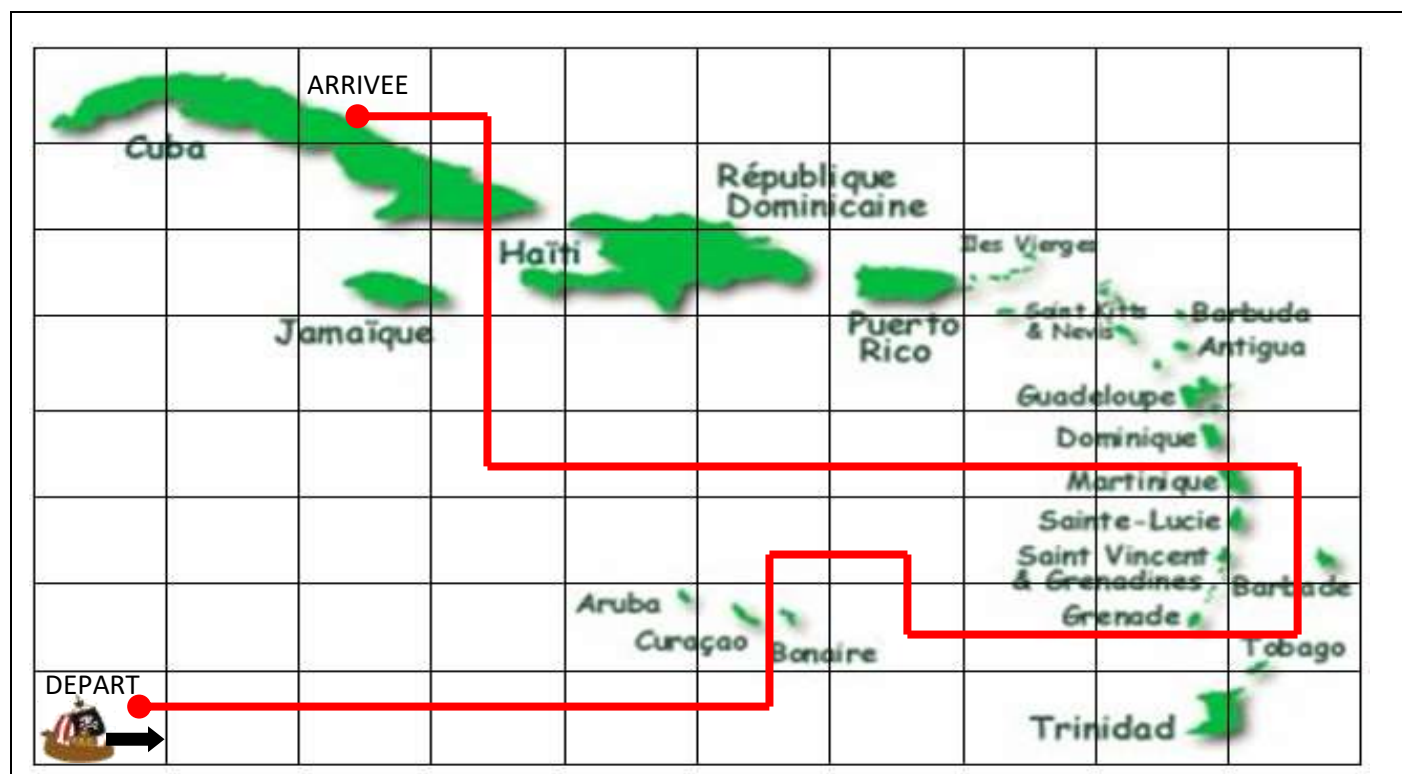 ARRIVEE
Cuba
République
Dominicaine
Haïti
Iles Vierges
Jamaïque
Puerto
Rico
Saint Kitts
& Nevis
Barbuda
Antigua
Guadeloupe
Dominique
Martinique
Sainte-Lucie
Saint Vincent
& Grenadines
Barbade
Aruba
Grenade
Curaçao
Bonaire
Tobago
DEPART
Trinidad